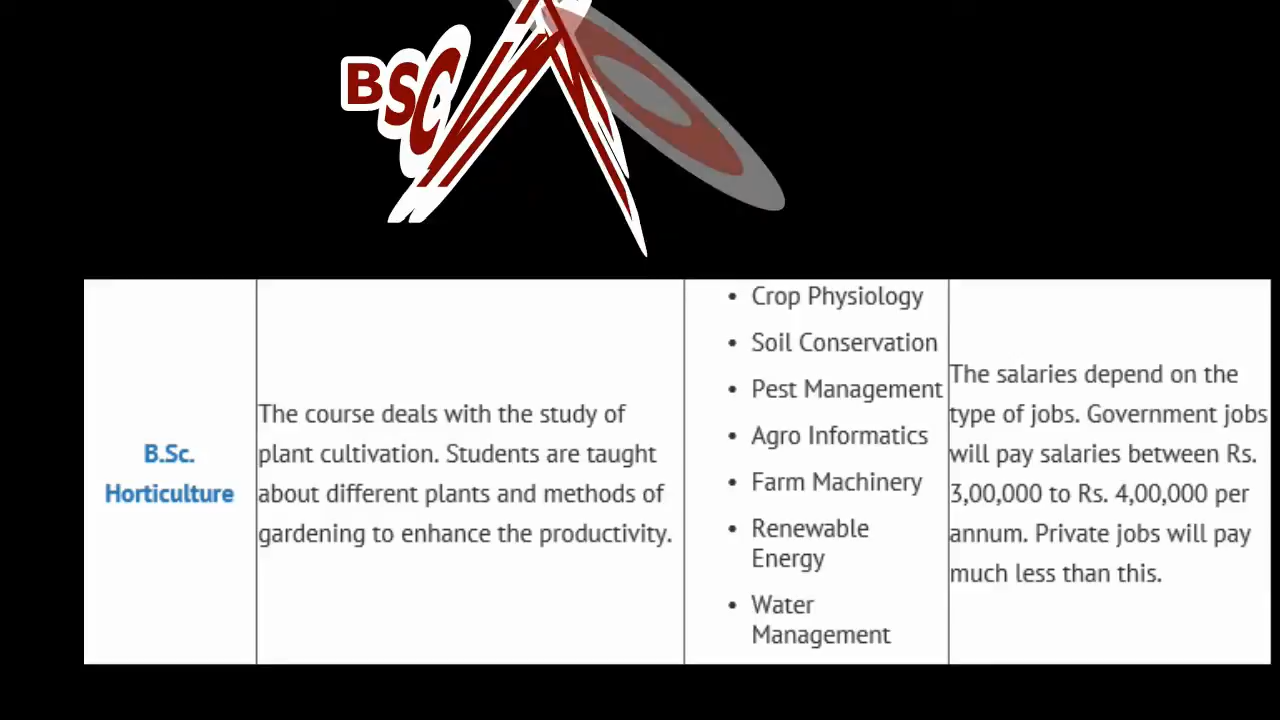 BSC
B.Sc.
Horticulture
The course deals with the study of
plant cultivation. Students are taught
about different plants and methods of
gardening to enhance the productivity.
• Crop Physiology
• Soil Conservation
• Pest Management
• Agro Informatics
• Farm Machinery
• Renewable
Energy
• Water
Management
The salaries depend on the
type of jobs. Government jobs
will pay salaries between Rs.
3,00,000 to Rs. 4,00,000 per
annum. Private jobs will pay
much less than this.